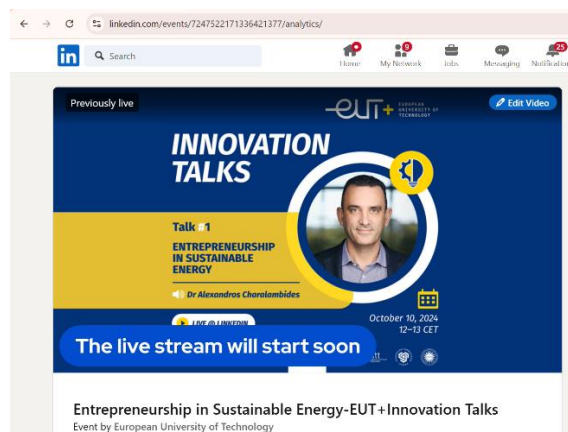 linkedin.com/events/7247522171336421377/analytics/
in
Search
Home
9
My Network
Jobs
Messaging
25
Notification
Previously live
EUT+ EUROPEAN
UNIVERSITY OF
TECHNOLOGY
Edit Video
INNOVATION
TALKS
Talk #1
ENTREPRENEURSHIP
IN SUSTAINABLE
ENERGY
Dr Alexandros Charalambides
LIVE @ LINKEDIN
October 10, 2024
12–13 CET
The live stream will start soon
Entrepreneurship in Sustainable Energy-EUT+Innovation Talks
Event by European University of Technology